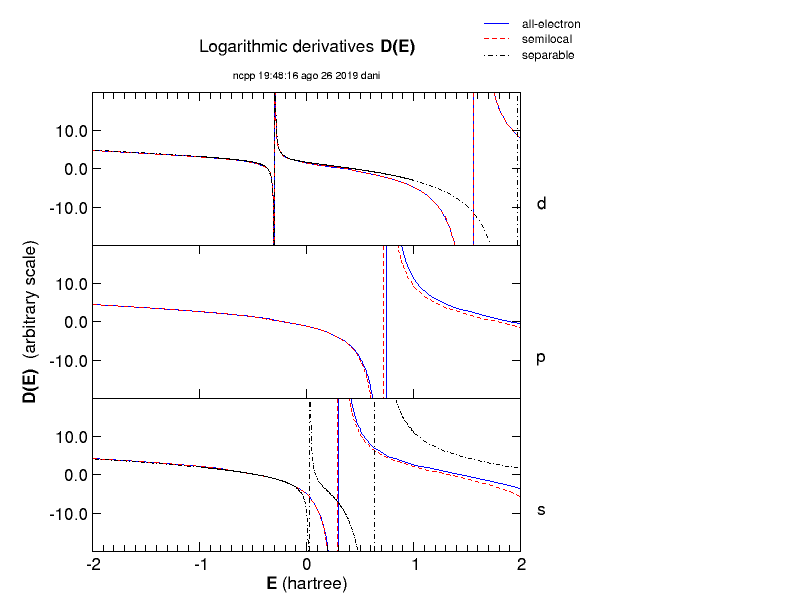 all-electron
semilocal
separable
Logarithmic derivatives D(E)
ncpp 19:48:16 ago 26 2019 dani
10.0
0.0
-10.0
d
10.0
0.0
-10.0
p
10.0
0.0
-10.0
s
D(E) (arbitrary scale)
-2 -1 0 1 2
E (hartree)